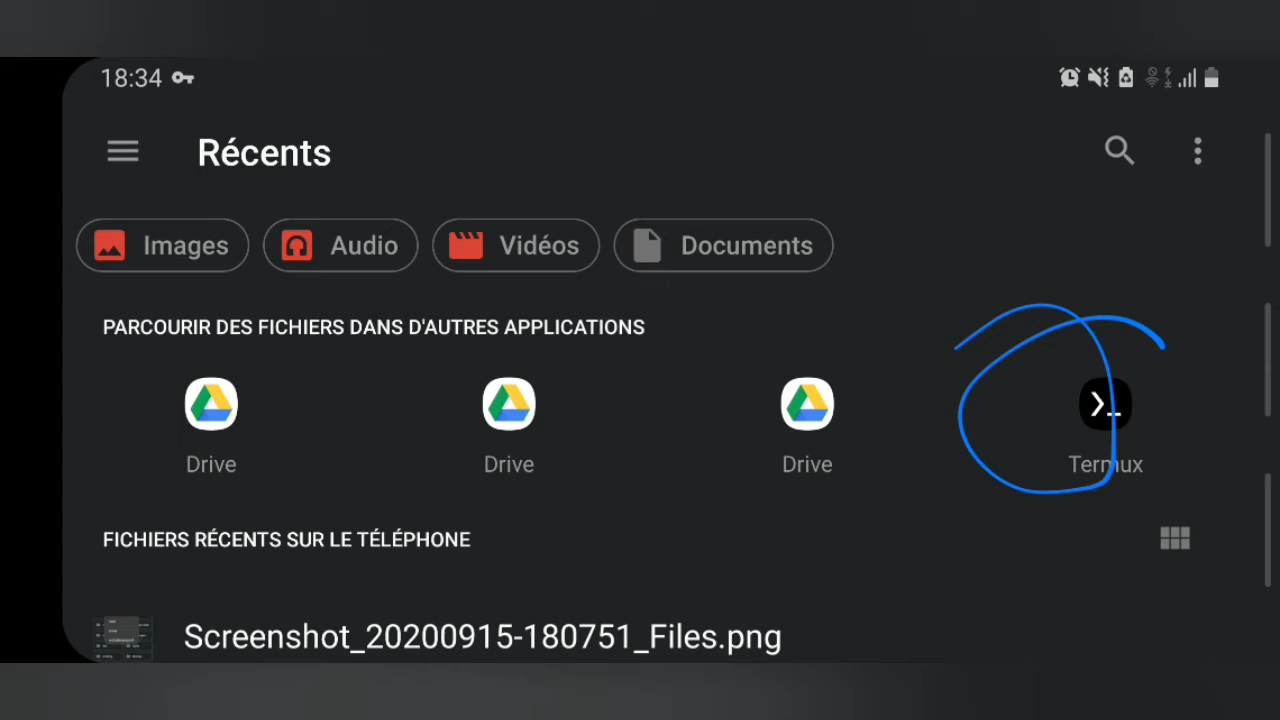 18:34
Récents
Images Audio Vidéos Documents
PARCOURIR DES FICHIERS DANS D'AUTRES APPLICATIONS
Drive Drive Drive Termux
FICHIERS RÉCENTS SUR LE TÉLÉPHONE
Screenshot_20200915-180751_Files.png